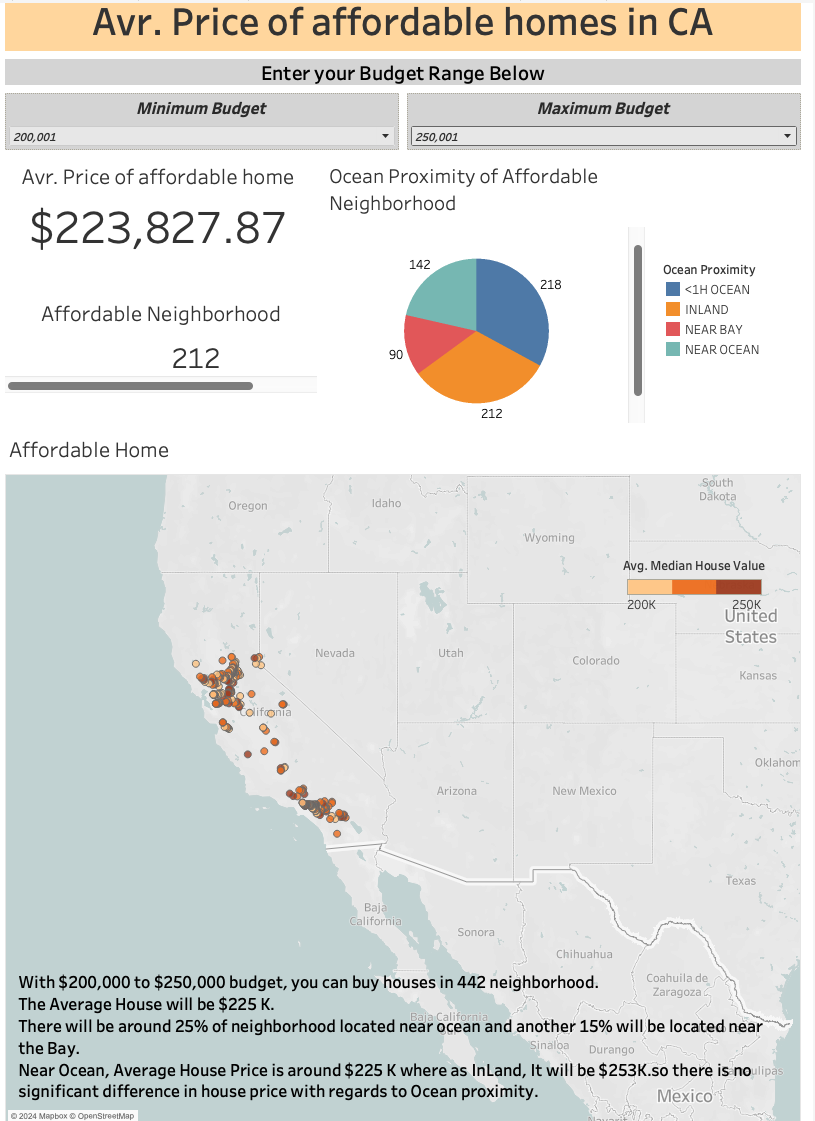 Avr. Price of affordable homes in CA
Enter your Budget Range Below
Minimum Budget
Maximum Budget
200,001
250,001
Avr. Price of affordable home
$223,827.87
Affordable Neighborhood
212
Ocean Proximity of Affordable
Neighborhood
142
218
90
212
Ocean Proximity
<1H OCEAN
INLAND
NEAR BAY
NEAR OCEAN
Affordable Home
South
Dakota
Oregon
Idaho
Wyoming
Avg. Median House Value
200K
250K
United
States
Nevada
Utah
Colorado
Kansas
California
Oklahom
Arizona
New Mexico
Texas
Baja
California
Sonora
Chihuahua
Coahuila de
Zaragoza
With $200,000 to $250,000 budget, you can buy houses in 442 neighborhood.
The Average House will be $225 K.
Baja California
Sur
There will be around 25% of neighborhood located near ocean and another 15% will be located near
the Bay.
Sinaloa
Durango
Near Ocean, Average House Price is around $225 K where as InLand, It will be $253K.so there is no
significant difference in house price with regards to Ocean proximity.
Mexico
Nayarit
© 2024 Mapbox © OpenStreetMap